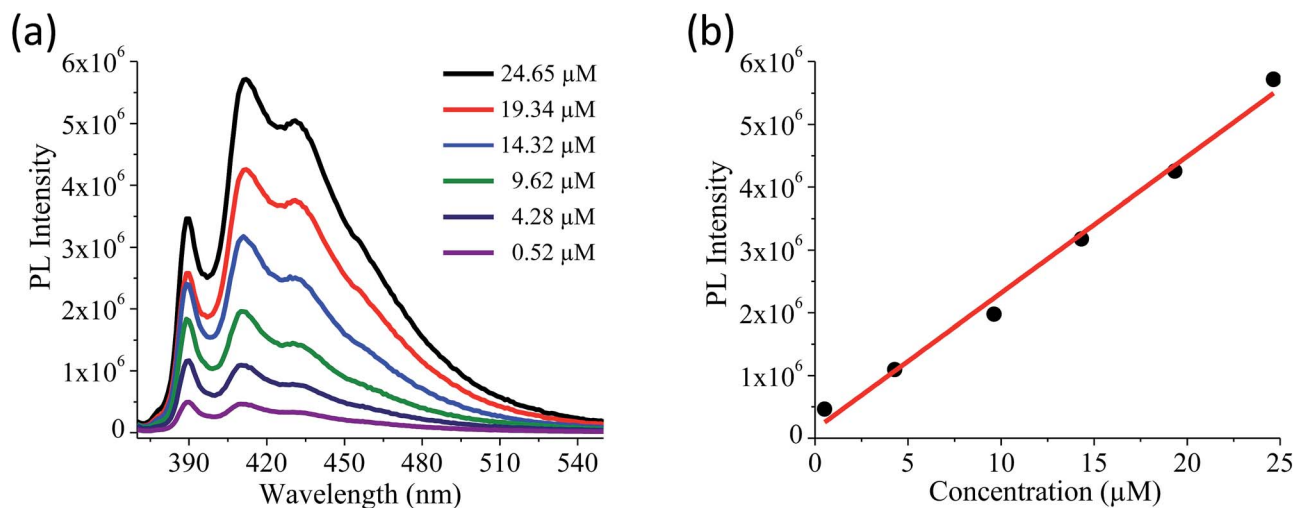 (a)
6x10⁶
5x10⁶
4x10⁶
3x10⁶
2x10⁶
1x10⁶
0
PL Intensity
390 420 450 480 510 540
Wavelength (nm)
24.65 µM
19.34 µM
14.32 µM
9.62 µM
4.28 µM
0.52 µM
(b)
6x10⁶
5x10⁶
4x10⁶
3x10⁶
2x10⁶
1x10⁶
0
PL Intensity
0 5 10 15 20 25
Concentration (µM)